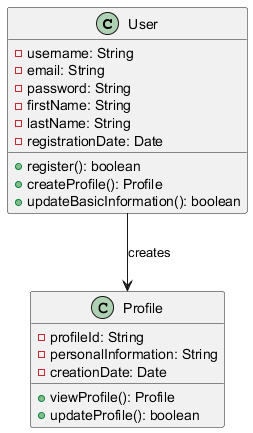 C User
username: String
email: String
password: String
firstName: String
lastName: String
registrationDate: Date
register(): boolean
createProfile(): Profile
updateBasicInformation(): boolean
creates
C Profile
profileId: String
personalInformation: String
creationDate: Date
viewProfile(): Profile
updateProfile(): boolean